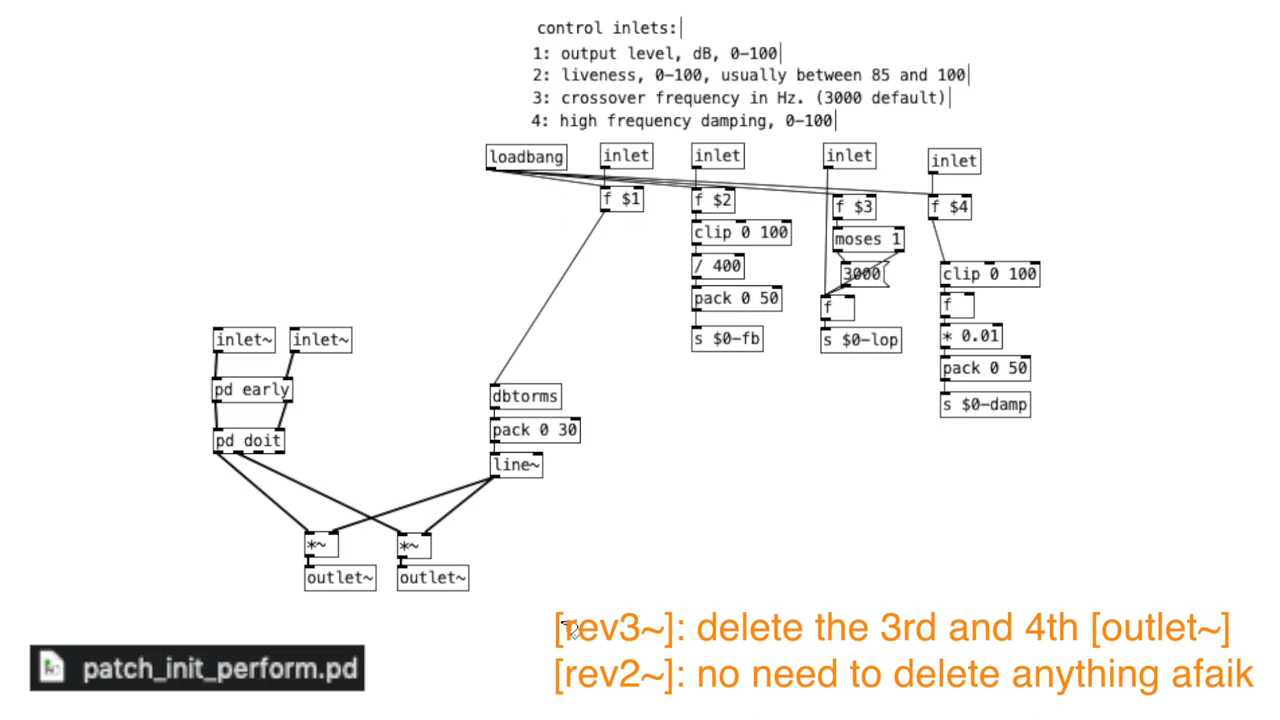 control inlets:
1: output level, dB, 0-100
2: liveness, 0-100, usually between 85 and 100
3: crossover frequency in Hz. (3000 default)
4: high frequency damping, 0-100
loadbang
inlet
inlet
inlet
inlet
f $1
f $2
f $3
f $4
clip 0 100
moses 1
/ 400
3000
clip 0 100
pack 0 50
f
f
s $0-fb
s $0-lop
* 0.01
pack 0 50
s $0-damp
inlet~
inlet~
pd early
pd doit
dbtorms
pack 0 30
line~
*~
*~
outlet~
outlet~
[rev3~]: delete the 3rd and 4th [outlet~]
[rev2~]: no need to delete anything afaik
patch_init_perform.pd